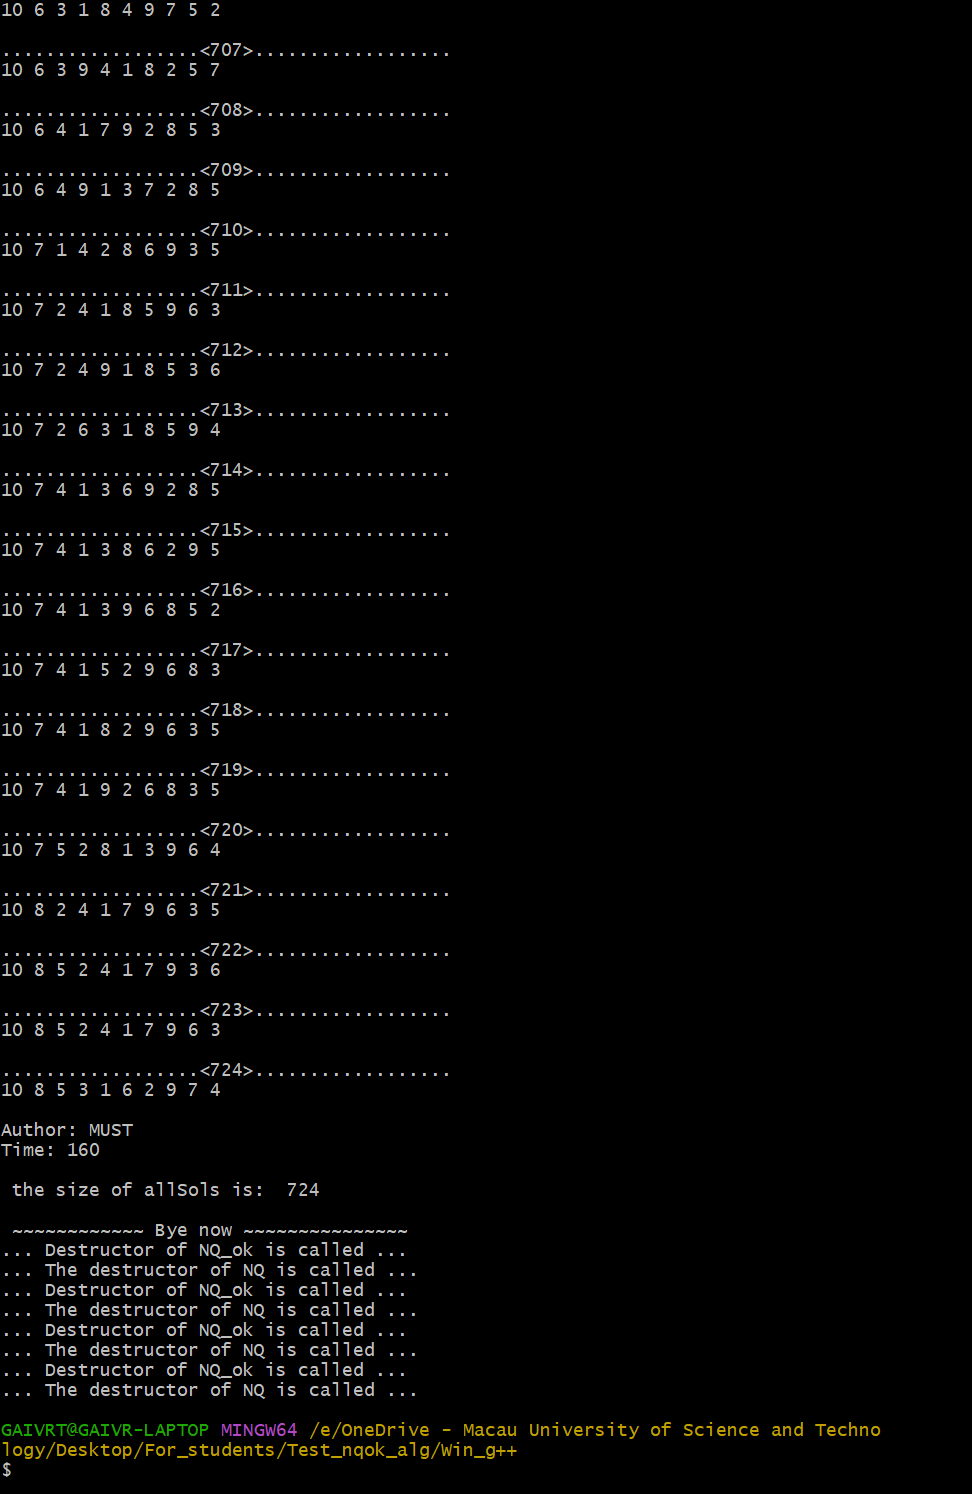 10 6 3 1 8 4 9 7 5 2
..................<707>..................
10 6 3 9 4 1 8 2 5 7
..................<708>..................
10 6 4 1 7 9 2 8 5 3
..................<709>..................
10 6 4 9 1 3 7 2 8 5
..................<710>..................
10 7 1 4 2 8 6 9 3 5
..................<711>..................
10 7 2 4 1 8 5 9 6 3
..................<712>..................
10 7 2 4 9 1 8 5 3 6
..................<713>..................
10 7 2 6 3 1 8 5 9 4
..................<714>..................
10 7 4 1 3 6 9 2 8 5
..................<715>..................
10 7 4 1 3 8 6 2 9 5
..................<716>..................
10 7 4 1 3 9 6 8 5 2
..................<717>..................
10 7 4 1 5 2 9 6 8 3
..................<718>..................
10 7 4 1 8 2 9 6 3 5
..................<719>..................
10 7 4 1 9 2 6 8 3 5
..................<720>..................
10 7 5 2 8 1 3 9 6 4
..................<721>..................
10 8 2 4 1 7 9 6 3 5
..................<722>..................
10 8 5 2 4 1 7 9 3 6
..................<723>..................
10 8 5 2 4 1 7 9 6 3
..................<724>..................
10 8 5 3 1 6 2 9 7 4
Author: MUST
Time: 160
the size of allSols is:  724
~~~~~~~~~~~~ Bye now ~~~~~~~~~~~~~~~
... Destructor of NQ_ok is called ...
... The destructor of NQ is called ...
... Destructor of NQ_ok is called ...
... The destructor of NQ is called ...
... Destructor of NQ_ok is called ...
... The destructor of NQ is called ...
... Destructor of NQ_ok is called ...
... The destructor of NQ is called ...
GAIVRT@GAIVR-LAPTOP MINGW64 /e/OneDrive - Macau University of Science and Techno
logy/Desktop/For_students/Test_nqok_alg/Win_g++
$